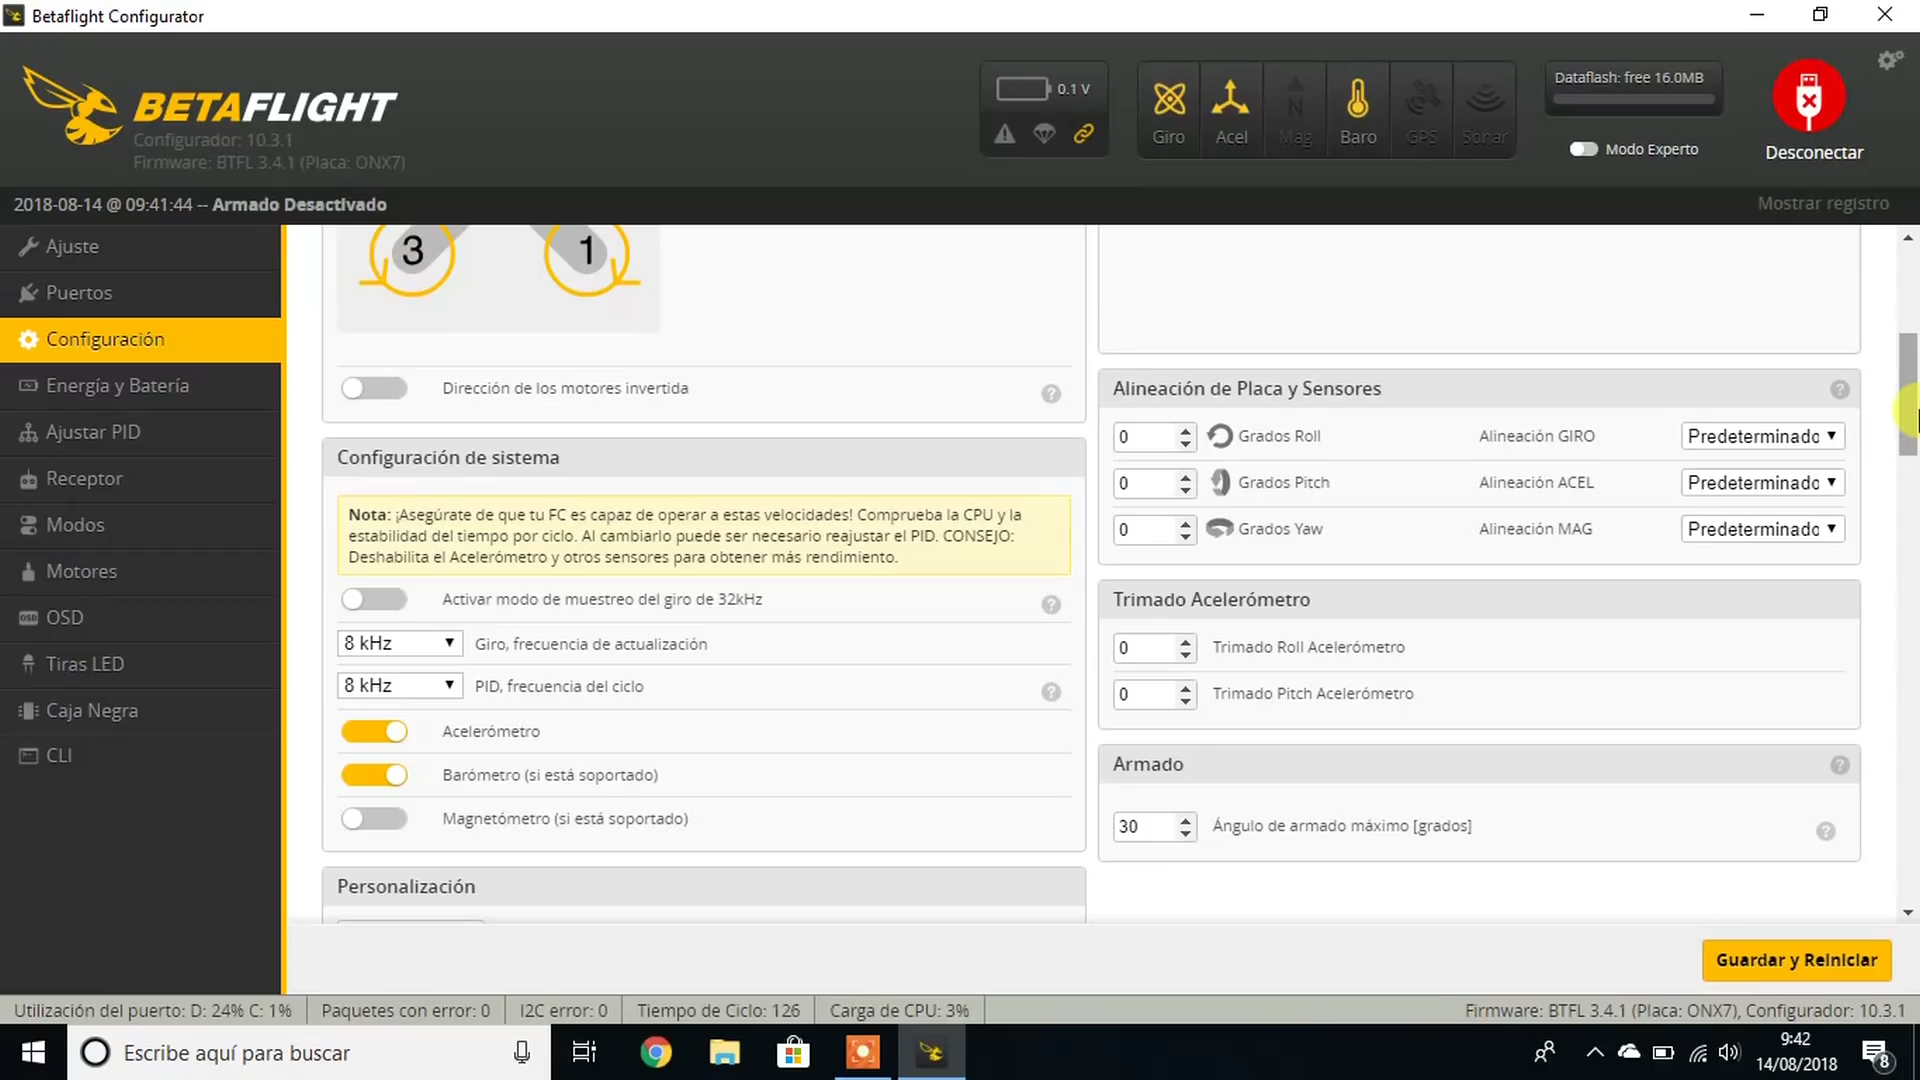 Betaflight Configurator
BETAFLIGHT
Configurador: 10.3.1
Firmware: BTFL 3.4.1 (Placa: ONX7)
0.1 V
Giro
Acel
Mag
Baro
GPS
Sonar
Dataflash: free 16.0MB
Modo Experto
Desconectar
2018-08-14 @ 09:41:44 -- Armado Desactivado
Mostrar registro
Ajuste
Puertos
Configuración
Energía y Batería
Ajustar PID
Receptor
Modos
Motores
OSD
Tiras LED
Caja Negra
CLI
3
1
Dirección de los motores invertida
Configuración de sistema
Nota: ¡Asegúrate de que tu FC es capaz de operar a estas velocidades! Comprueba la CPU y la
estabilidad del tiempo por ciclo. Al cambiarlo puede ser necesario reajustar el PID. CONSEJO:
Deshabilita el Acelerómetro y otros sensores para obtener más rendimiento.
Activar modo de muestreo del giro de 32kHz
8 kHz Giro, frecuencia de actualización
8 kHz PID, frecuencia del ciclo
Acelerómetro
Barómetro (si está soportado)
Magnetómetro (si está soportado)
Personalización
Alineación de Placa y Sensores
0 Grados Roll Alineación GIRO Predeterminado
0 Grados Pitch Alineación ACEL Predeterminado
0 Grados Yaw Alineación MAG Predeterminado
Trimado Acelerómetro
0 Trimado Roll Acelerómetro
0 Trimado Pitch Acelerómetro
Armado
30 Ángulo de armado máximo [grados]
Guardar y Reiniciar
Utilización del puerto: D: 24% C: 1% Paquetes con error: 0 I2C error: 0 Tiempo de Ciclo: 126 Carga de CPU: 3% Firmware: BTFL 3.4.1 (Placa: ONX7), Configurador: 10.3.1
Escribe aquí para buscar
9:42
14/08/2018
8